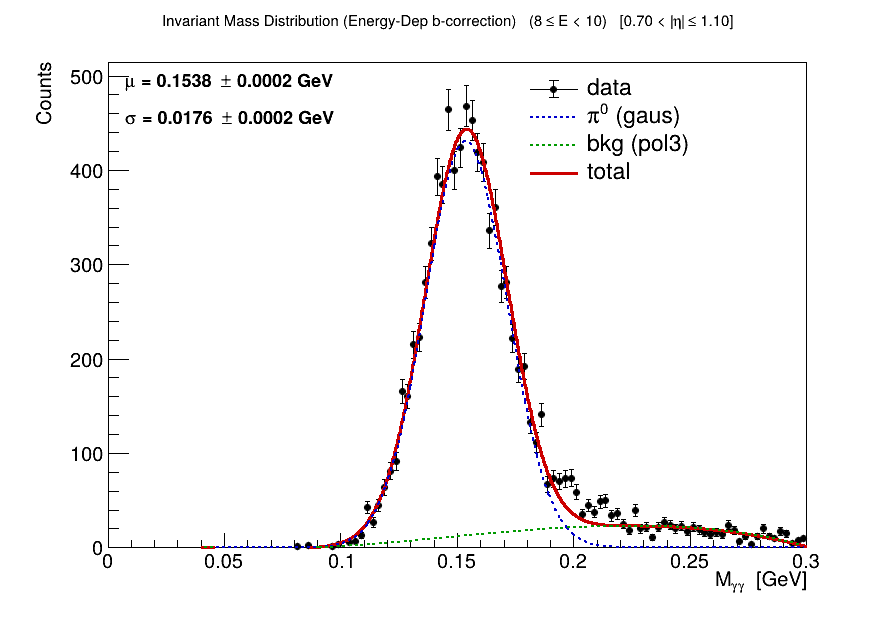 Invariant Mass Distribution (Energy-Dep b-correction) (8 ≤ E < 10) [0.70 < |η| ≤ 1.10]
Counts
μ = 0.1538 ± 0.0002 GeV
σ = 0.0176 ± 0.0002 GeV
data
π⁰ (gaus)
bkg (pol3)
total
500
400
300
200
100
0
0 0.05 0.1 0.15 0.2 0.25 0.3
Mγγ [GeV]